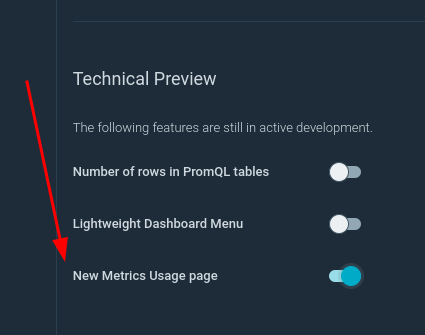 Technical Preview
The following features are still in active development.
Number of rows in PromQL tables
Lightweight Dashboard Menu
New Metrics Usage page